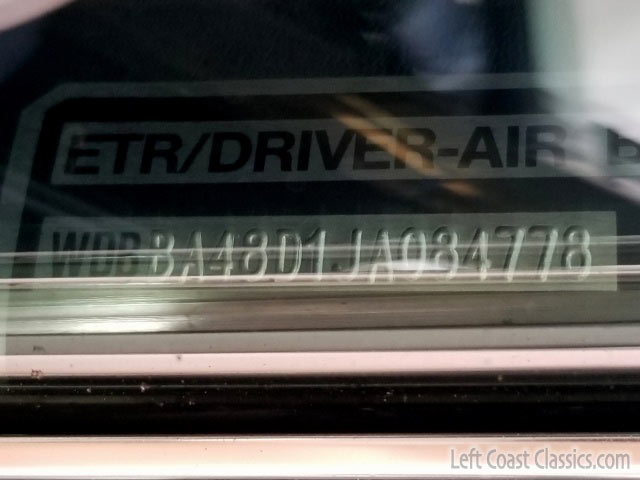 ETR/DRIVER-AIR
WDBBA48D1JA084778
Left Coast Classics.com